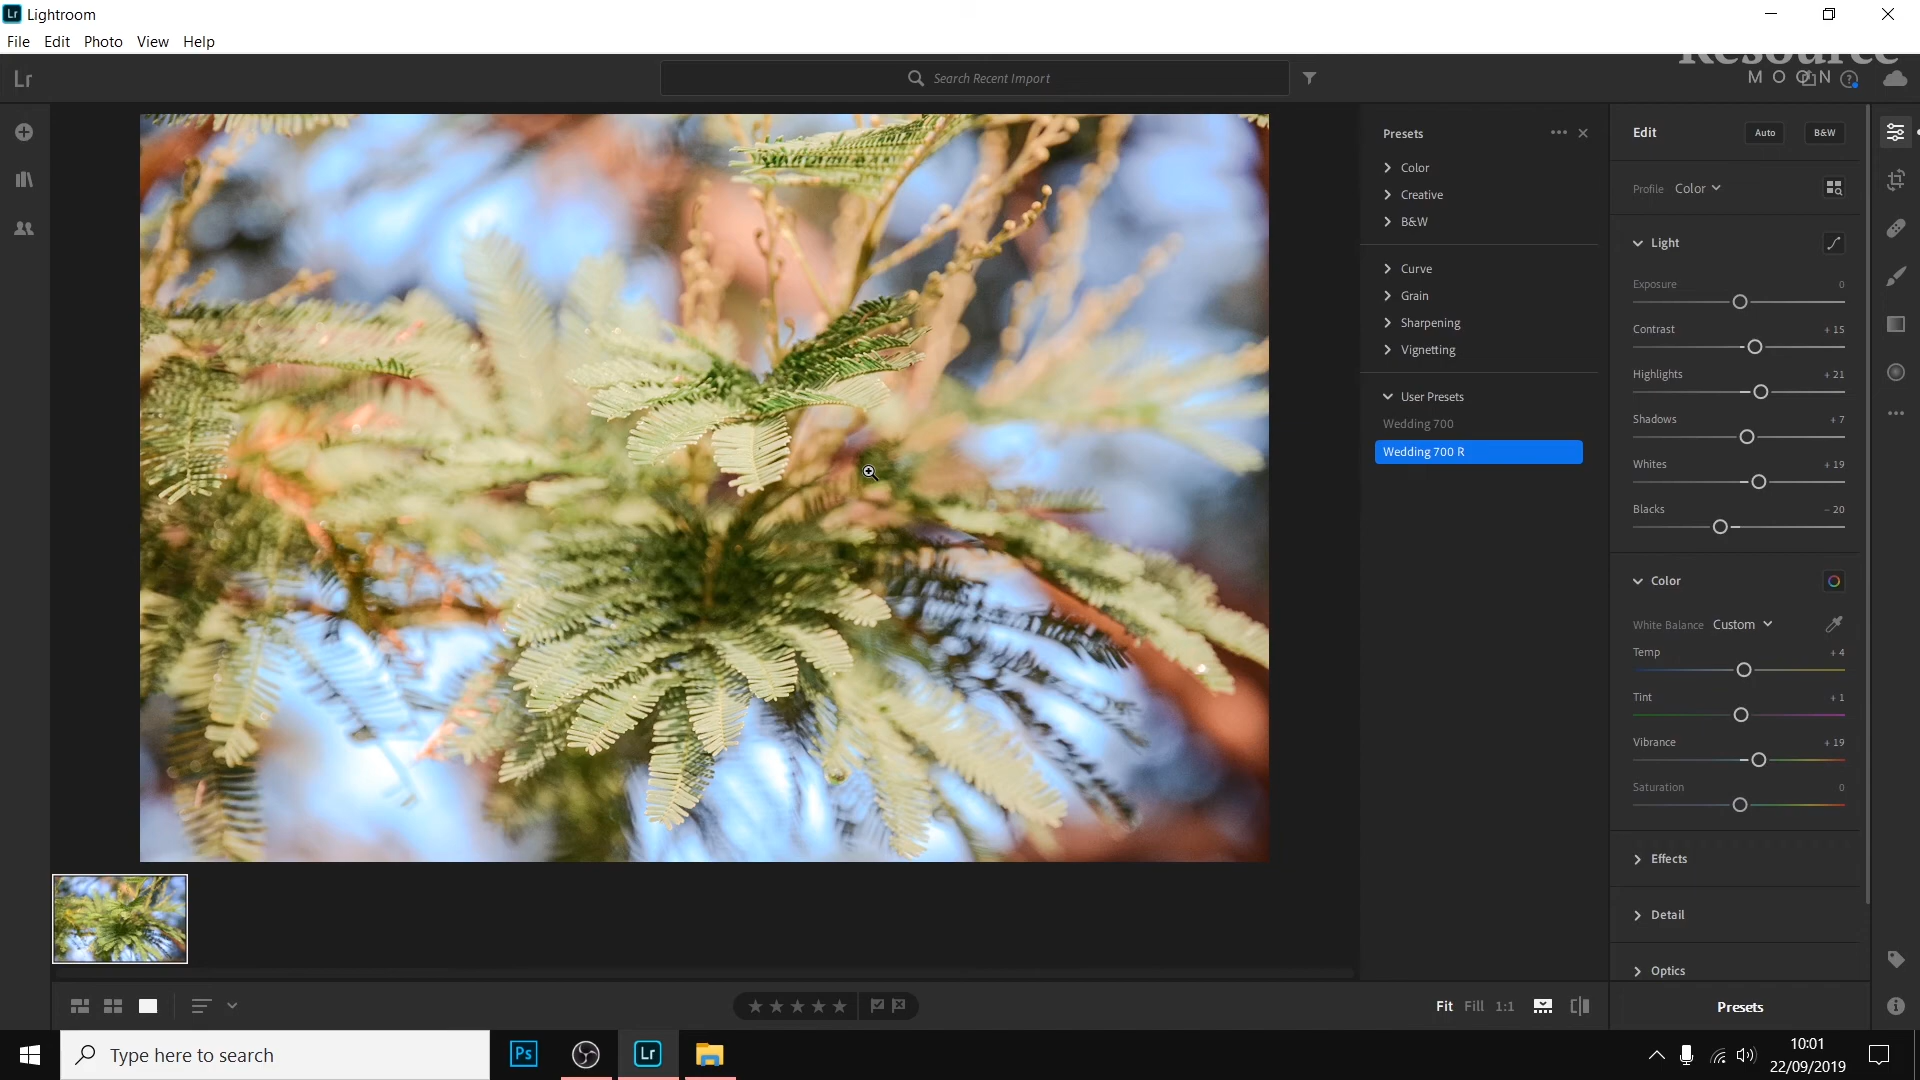 Lr Lightroom
File Edit Photo View Help
Resource
MOON
Lr
Search Recent Import
Presets
Color
Creative
B&W
Curve
Grain
Sharpening
Vignetting
User Presets
Wedding 700
Wedding 700 R
Edit Auto B&W
Profile Color
Light
Exposure 0
Contrast + 15
Highlights + 21
Shadows + 7
Whites + 19
Blacks − 20
Color
White Balance Custom
Temp + 4
Tint + 1
Vibrance + 19
Saturation 0
Effects
Detail
Optics
Fit Fill 1:1
Presets
Type here to search
Ps
Lr
10:01
22/09/2019